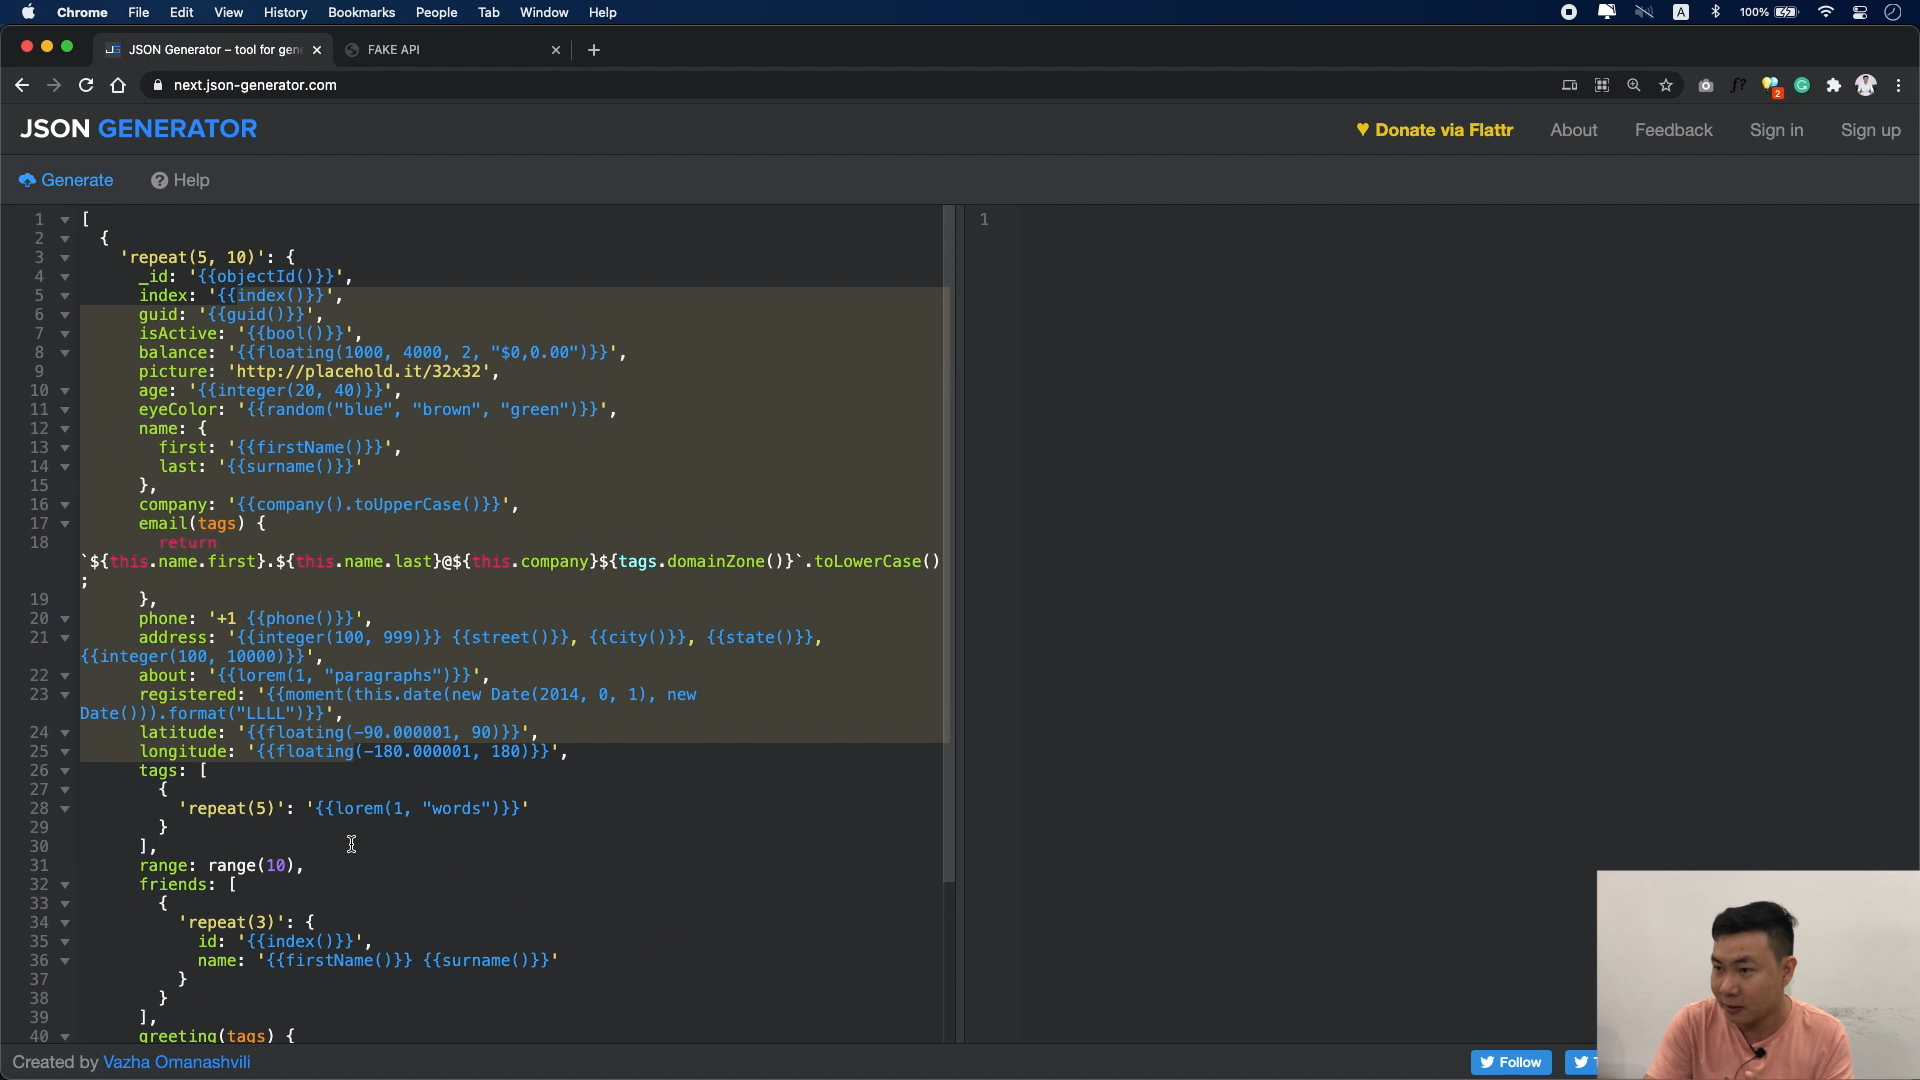 Chrome File Edit View History Bookmarks People Tab Window Help A 100%
JSON Generator – tool for gen FAKE API
next.json-generator.com f? 2
JSON GENERATOR Donate via Flattr About Feedback Sign in Sign up
Generate Help
1 [ 1
2 {
3 'repeat(5, 10)': {
4 _id: '{{objectId()}}',
5 index: '{{index()}}',
6 guid: '{{guid()}}',
7 isActive: '{{bool()}}',
8 balance: '{{floating(1000, 4000, 2, "$0,0.00")}}',
9 picture: 'http://placehold.it/32x32',
10 age: '{{integer(20, 40)}}',
11 eyeColor: '{{random("blue", "brown", "green")}}',
12 name: {
13 first: '{{firstName()}}',
14 last: '{{surname()}}'
15 },
16 company: '{{company().toUpperCase()}}',
17 email(tags) {
18 return
`${this.name.first}.${this.name.last}@${this.company}${tags.domainZone()}`.toLowerCase()
;
19 },
20 phone: '+1 {{phone()}}',
21 address: '{{integer(100, 999)}} {{street()}}, {{city()}}, {{state()}},
{{integer(100, 10000)}}',
22 about: '{{lorem(1, "paragraphs")}}',
23 registered: '{{moment(this.date(new Date(2014, 0, 1), new
Date())).format("LLLL")}}',
24 latitude: '{{floating(-90.000001, 90)}}',
25 longitude: '{{floating(-180.000001, 180)}}',
26 tags: [
27 {
28 'repeat(5)': '{{lorem(1, "words")}}'
29 }
30 ],
31 range: range(10),
32 friends: [
33 {
34 'repeat(3)': {
35 id: '{{index()}}',
36 name: '{{firstName()}} {{surname()}}'
37 }
38 }
39 ],
40 greeting(tags) {
Created by Vazha Omanashvili Follow